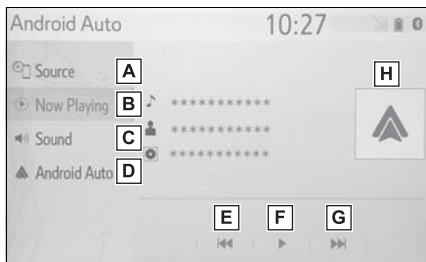 Android Auto 10:27
A
Source
H
B
Now Playing
***********
C
Sound
***********
D
Android Auto
***********
E F G